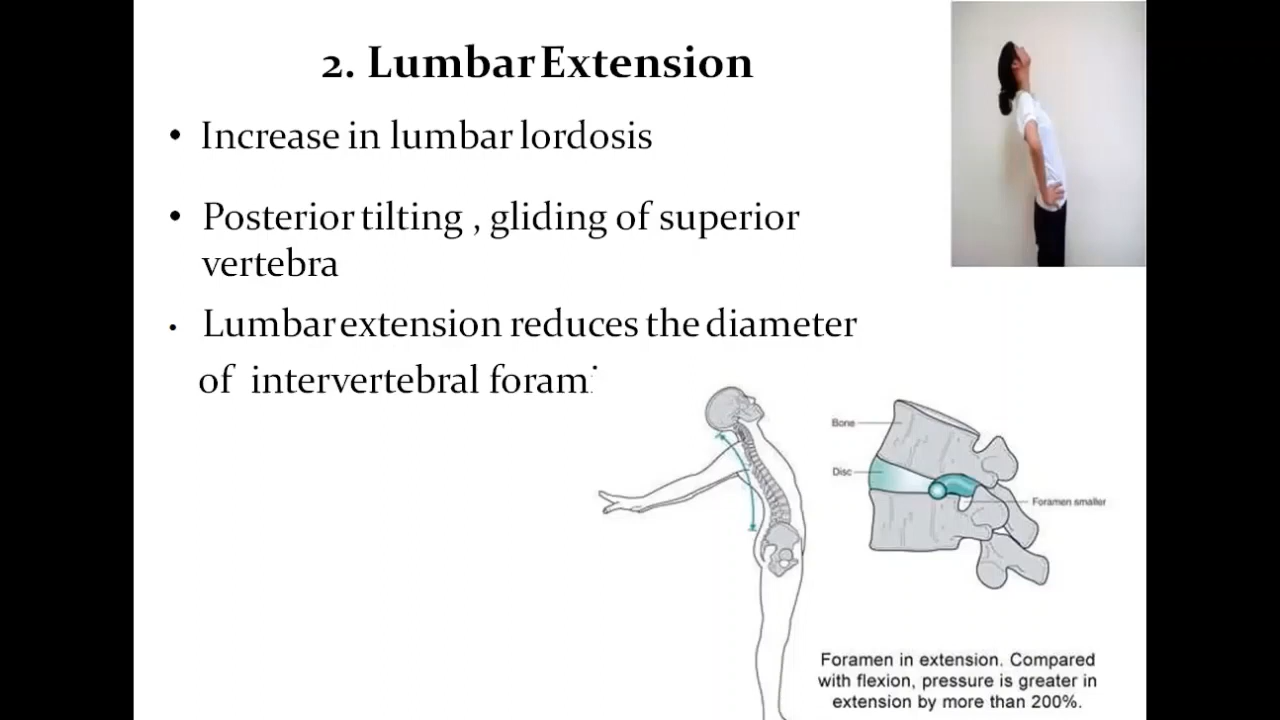 2. Lumbar Extension
• Increase in lumbar lordosis
• Posterior tilting , gliding of superior
vertebra
• Lumbar extension reduces the diameter
of intervertebral
Bone
Disc
Foramen smaller
Foramen in extension. Compared
with flexion, pressure is greater in
extension by more than 200%.